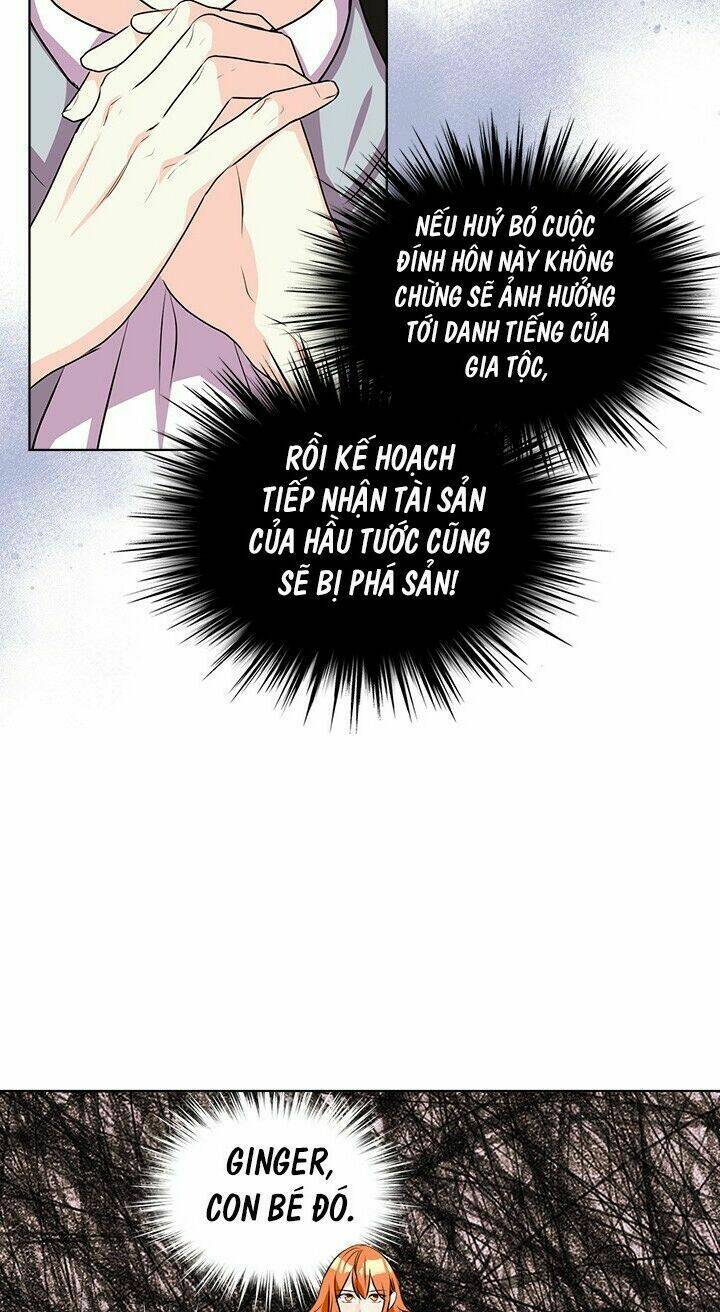 NẾU HUỶ BỎ CUỘC
ĐÍNH HÔN NÀY KHÔNG
CHỪNG SẼ ẢNH HƯỞNG
TỚI DANH TIẾNG CỦA
GIA TỘC,
RỒI KẾ HOẠCH
TIẾP NHẬN TÀI SẢN
CỦA HẦU TƯỚC CŨNG
SẼ BỊ PHÁ SẢN!
GINGER,
CON BÉ ĐÓ.